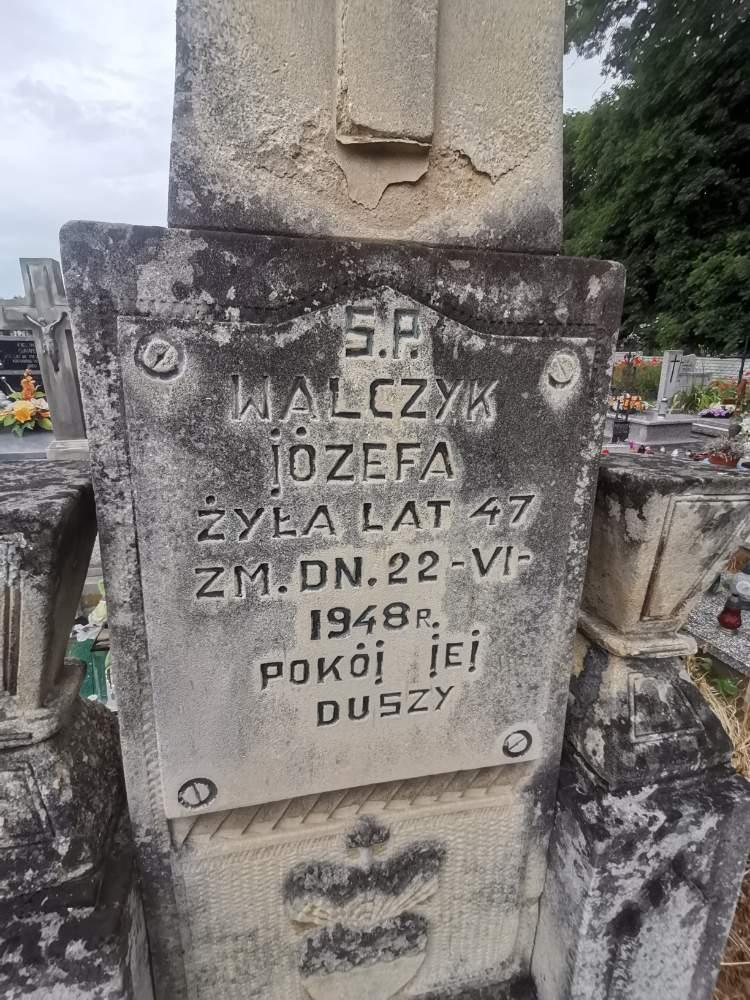 Ś.P.
WALCZYK
JÓZEFA
ŻYŁA LAT 47
ZM. DN. 22-VI-
1948 R.
POKÓJ JEJ
DUSZY